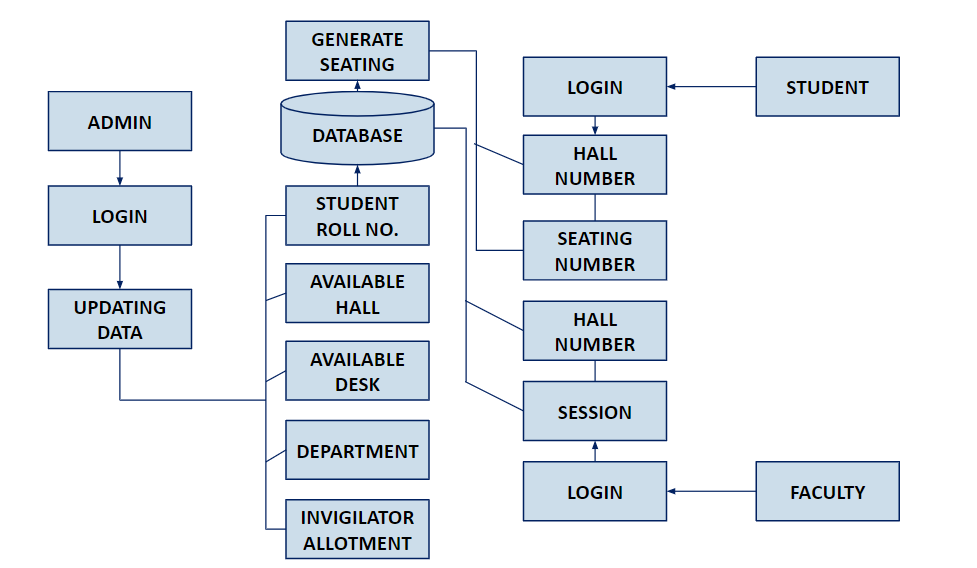 ADMIN
LOGIN
UPDATING
DATA
GENERATE
SEATING
DATABASE
STUDENT
ROLL NO.
AVAILABLE
HALL
AVAILABLE
DESK
DEPARTMENT
INVIGILATOR
ALLOTMENT
LOGIN
HALL
NUMBER
SEATING
NUMBER
HALL
NUMBER
SESSION
LOGIN
STUDENT
FACULTY